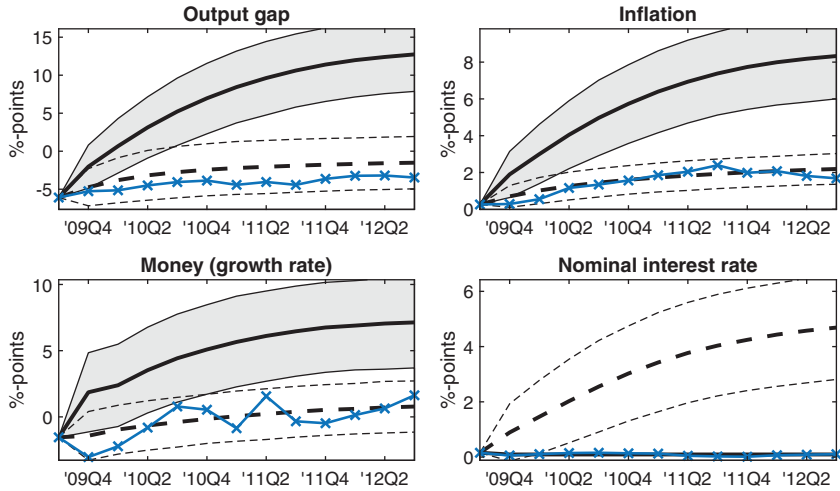 Output gap
%-points
15
10
5
0
-5
'09Q4 '10Q2 '10Q4 '11Q2 '11Q4 '12Q2
Inflation
%-points
8
6
4
2
0
'09Q4 '10Q2 '10Q4 '11Q2 '11Q4 '12Q2
Money (growth rate)
%-points
10
5
0
'09Q4 '10Q2 '10Q4 '11Q2 '11Q4 '12Q2
Nominal interest rate
%-points
6
4
2
0
'09Q4 '10Q2 '10Q4 '11Q2 '11Q4 '12Q2